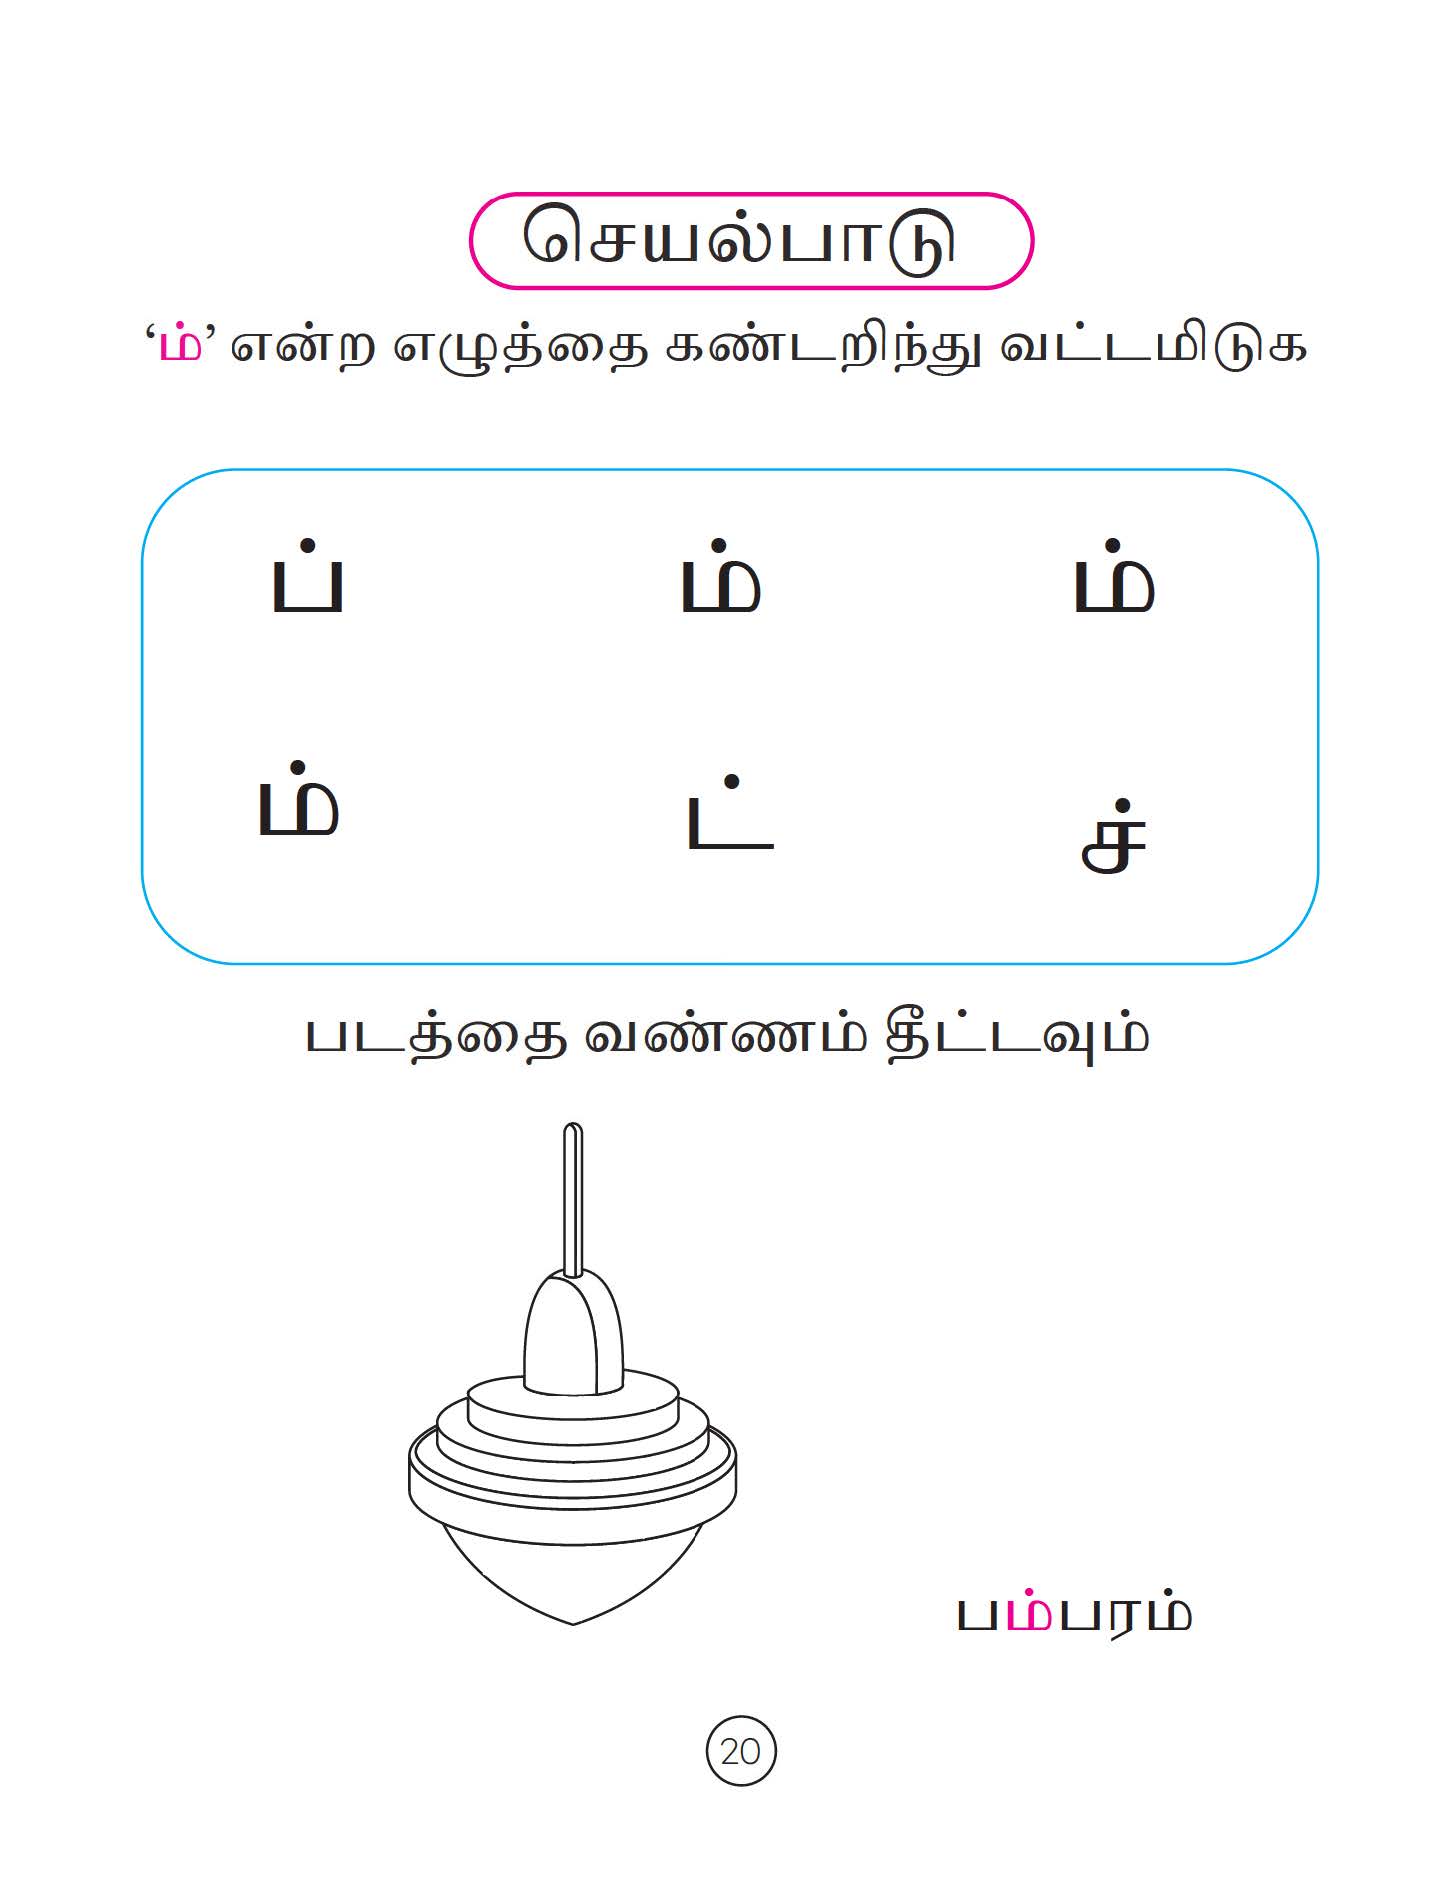 செயல்பாடு
‘ம்’ என்ற எழுத்தை கண்டறிந்து வட்டமிடுக
ப் ம் ம்
ம் ட் ச்
படத்தை வண்ணம் தீட்டவும்
பம்பரம்
20